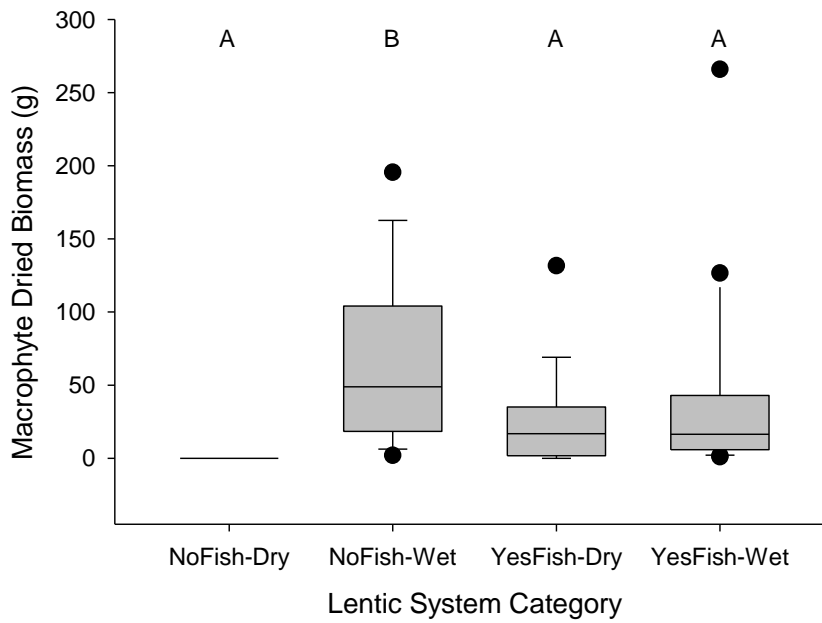 300
A B A A
250
200
150
100
50
0
Macrophyte Dried Biomass (g)
NoFish-Dry NoFish-Wet YesFish-Dry YesFish-Wet
Lentic System Category